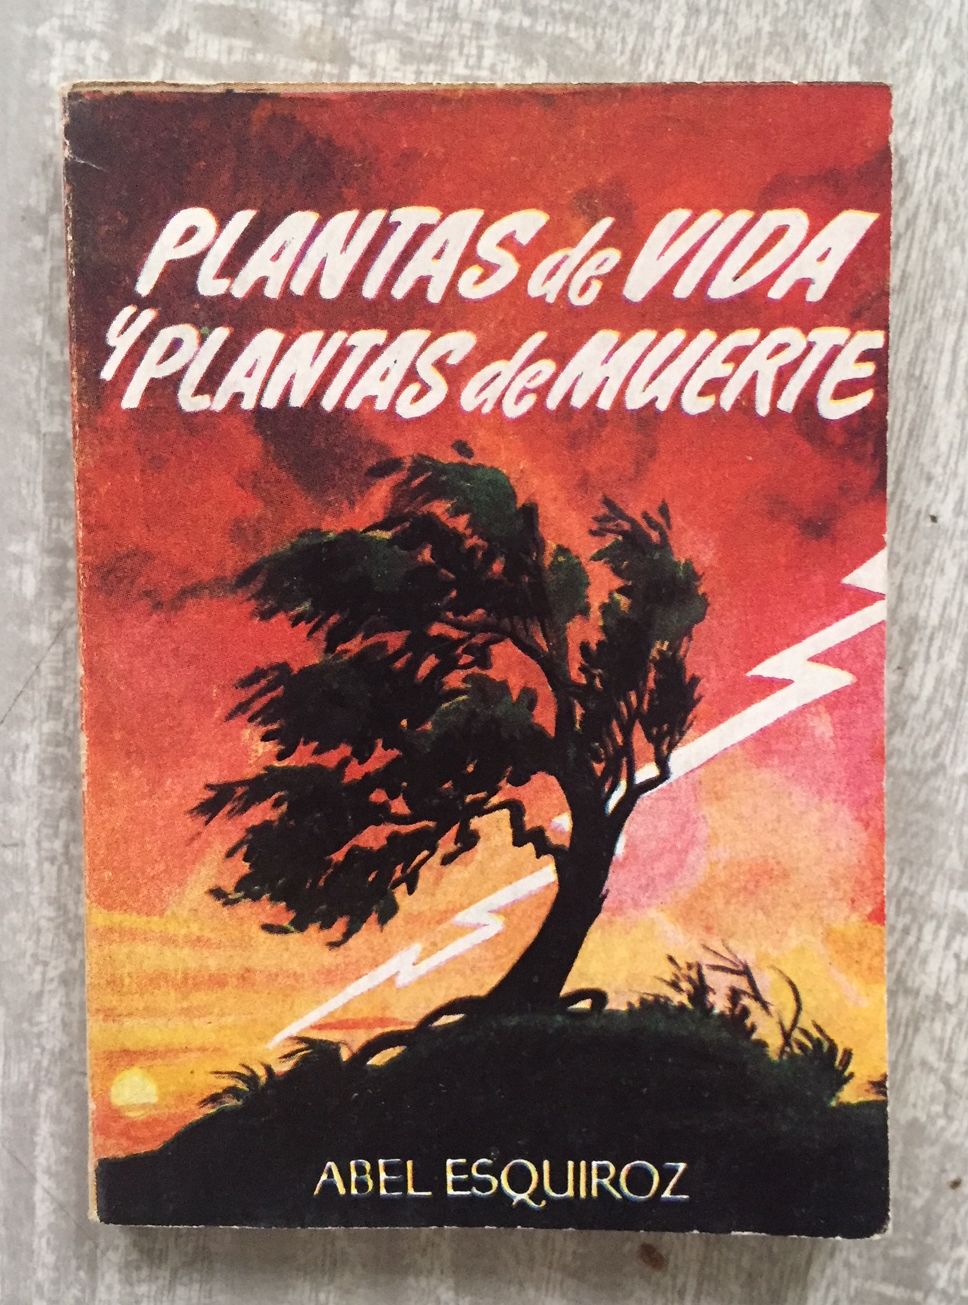 PLANTAS de VIDA
y PLANTAS de MUERTE
ABEL ESQUIROZ